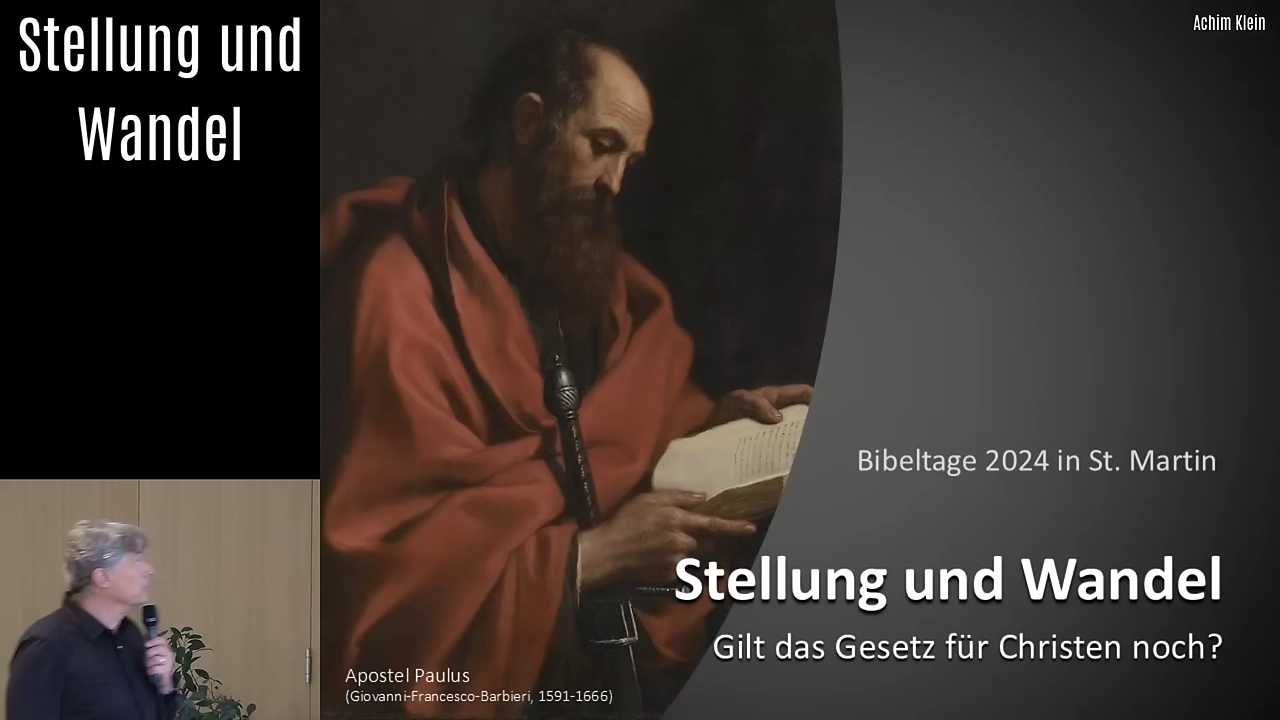 Stellung und
Wandel
Achim Klein
Bibeltage 2024 in St. Martin
Stellung und Wandel
Gilt das Gesetz für Christen noch?
Apostel Paulus
(Giovanni-Francesco-Barbieri, 1591-1666)